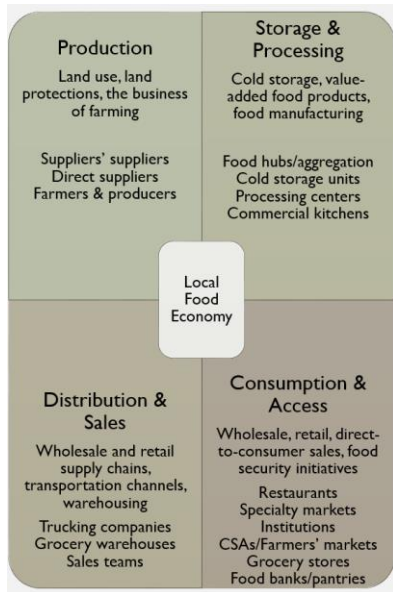 Production
Land use, land
protections, the business
of farming
Suppliers' suppliers
Direct suppliers
Farmers & producers
Storage &
Processing
Cold storage, value-
added food products,
food manufacturing
Food hubs/aggregation
Cold storage units
Processing centers
Commercial kitchens
Local
Food
Economy
Distribution &
Sales
Wholesale and retail
supply chains,
transportation channels,
warehousing
Trucking companies
Grocery warehouses
Sales teams
Consumption &
Access
Wholesale, retail, direct-
to-consumer sales, food
security initiatives
Restaurants
Specialty markets
Institutions
CSAs/Farmers' markets
Grocery stores
Food banks/pantries